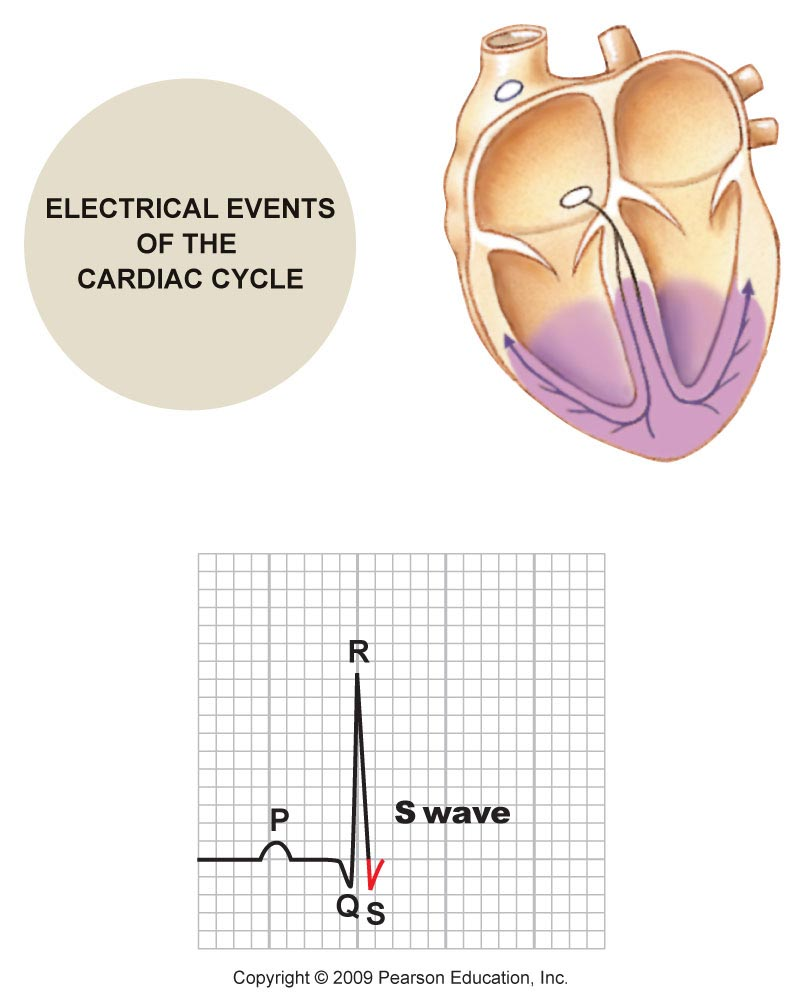 ELECTRICAL EVENTS
OF THE
CARDIAC CYCLE
R
S wave
P
Q
S
Copyright © 2009 Pearson Education, Inc.